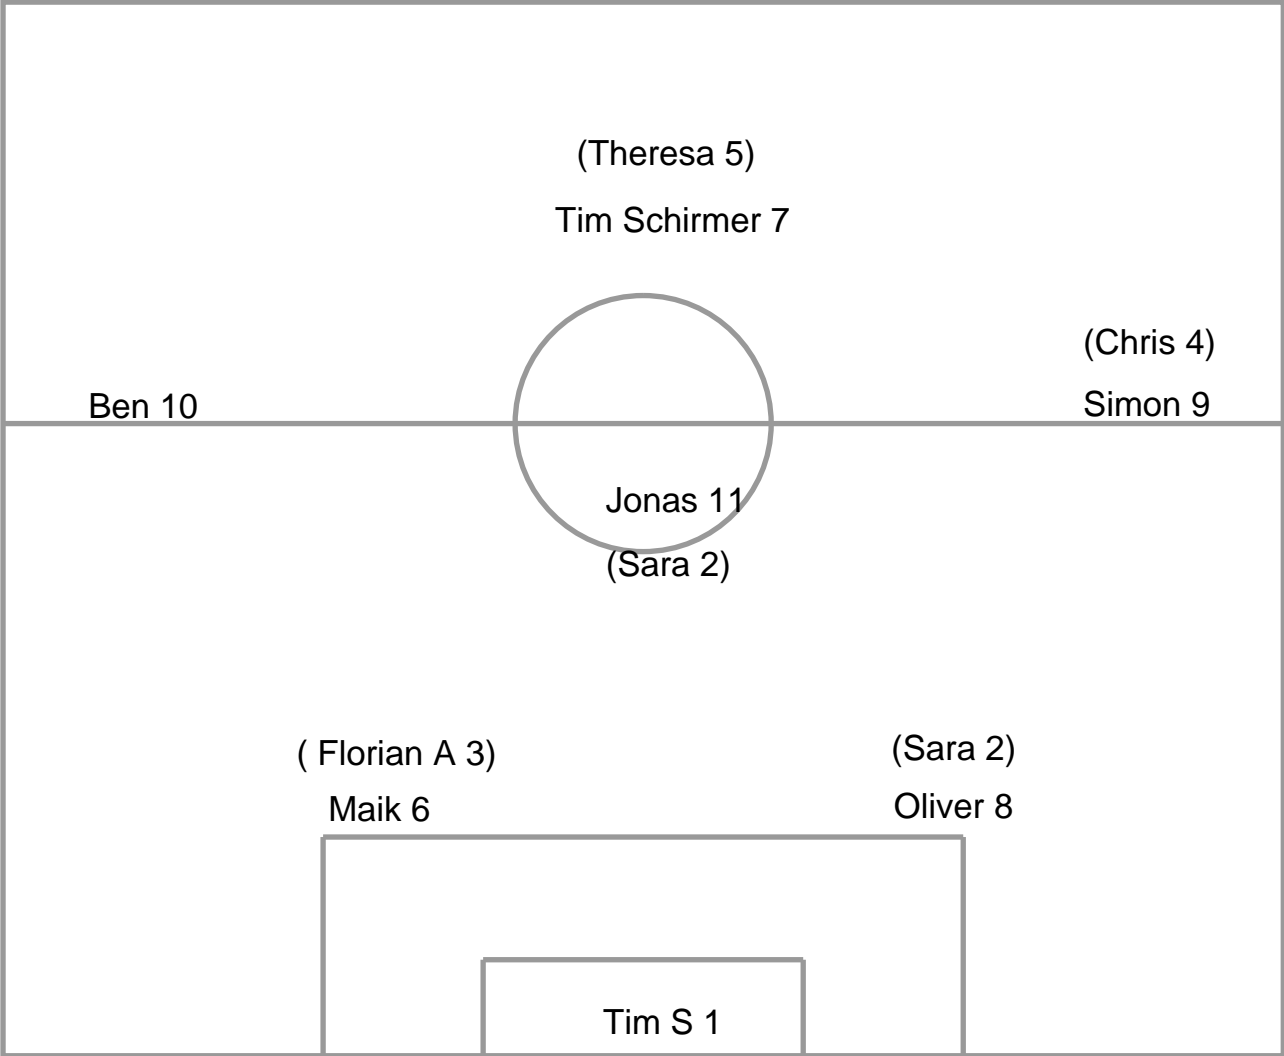 (Theresa 5)
Tim Schirmer 7
(Chris 4)
Ben 10
Simon 9
Jonas 11
(Sara 2)
( Florian A 3)
(Sara 2)
Maik 6
Oliver 8
Tim S 1